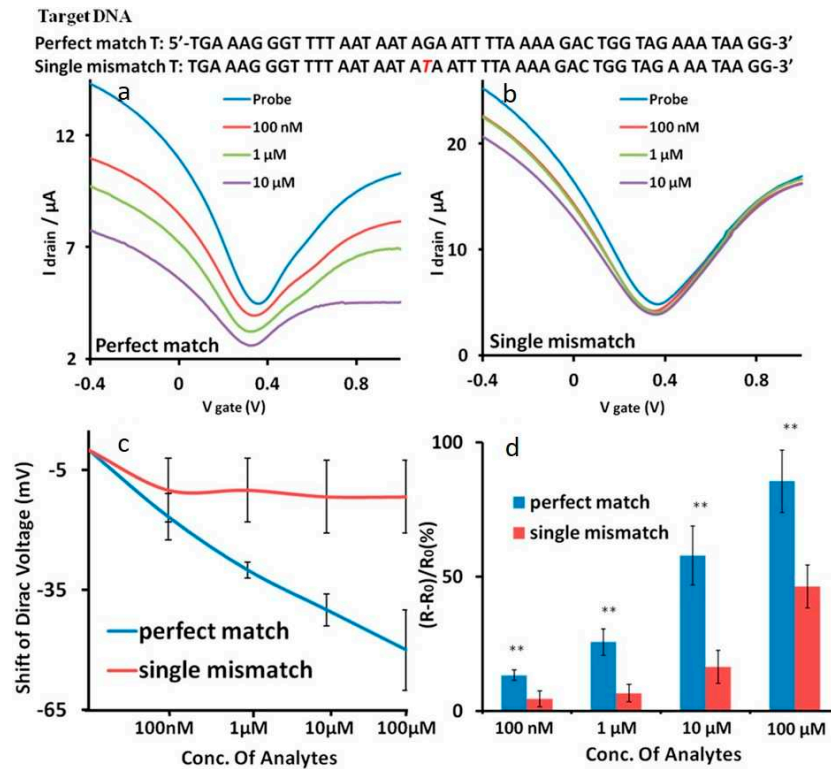 Target DNA
Perfect match T: 5'-TGA AAG GGT TTT AAT AAT AGA ATT TTA AAA GAC TGG TAG AAA TAA GG-3'
Single mismatch T: TGA AAG GGT TTT AAT AAT ATA ATT TTA AAA GAC TGG TAG A AA TAA GG-3'
a
Probe
100 nM
1 μM
10 μM
12
7
2
I drain / μA
Perfect match
-0.4
0
0.4
0.8
V gate (V)
b
Probe
100 nM
1 μM
10 μM
20
10
0
I drain / μA
Single mismatch
-0.4
0
0.4
0.8
V gate (V)
c
-5
-35
-65
Shift of Dirac Voltage (mV)
perfect match
single mismatch
100nM
1μM
10μM
100μM
Conc. Of Analytes
d
100
50
0
(R-R0)/R0(%)
perfect match
single mismatch
**
**
**
**
100 nM
1 μM
10 μM
100 μM
Conc. Of Analytes